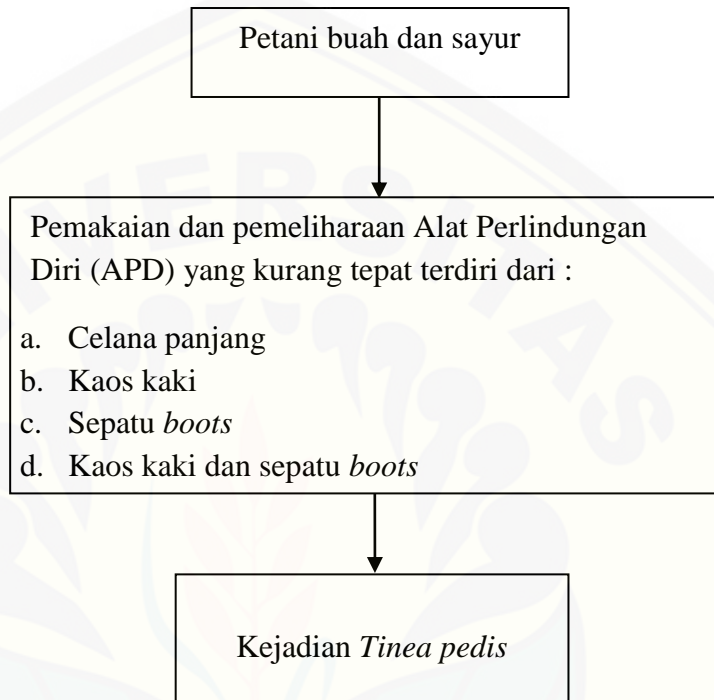 Petani buah dan sayur
Pemakaian dan pemeliharaan Alat Perlindungan
Diri (APD) yang kurang tepat terdiri dari :
a. Celana panjang
b. Kaos kaki
c. Sepatu boots
d. Kaos kaki dan sepatu boots
Kejadian Tinea pedis